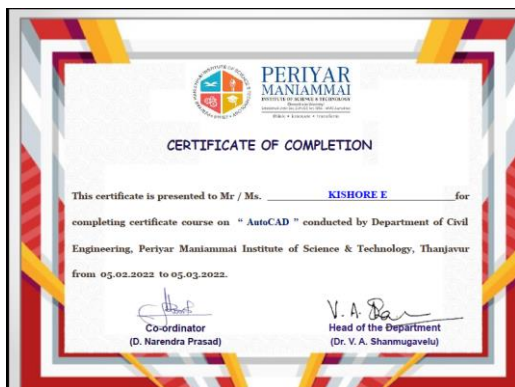 PERIYAR
MANIAMMAI
INSTITUTE OF SCIENCE & TECHNOLOGY
CERTIFICATE OF COMPLETION
This certificate is presented to Mr / Ms. KISHORE E for
completing certificate course on “ AutoCAD ” conducted by Department of Civil
Engineering, Periyar Maniammai Institute of Science & Technology, Thanjavur
from 05.02.2022 to 05.03.2022.
V. A.
Co-ordinator
(D. Narendra Prasad)
Head of the Department
(Dr. V. A. Shanmugavelu)